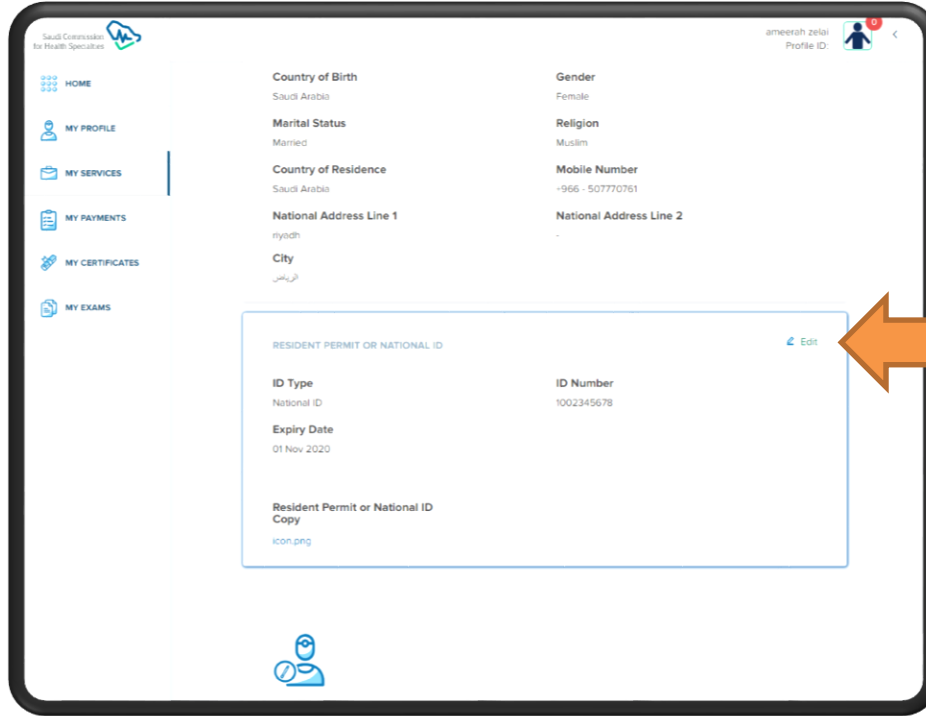 Saudi Commission
for Health Specialties
ameerah zelai
Profile ID:
0
HOME
MY PROFILE
MY SERVICES
MY PAYMENTS
MY CERTIFICATES
MY EXAMS
Country of Birth
Gender
Saudi Arabia
Female
Marital Status
Religion
Married
Muslim
Country of Residence
Mobile Number
Saudi Arabia
-966 - 507770761
National Address Line 1
National Address Line 2
riyadh
-
City
الرياض
RESIDENT PERMIT OR NATIONAL ID
Edit
ID Type
ID Number
National ID
1002345678
Expiry Date
01 Nov 2020
Resident Permit or National ID
Copy
icon.png